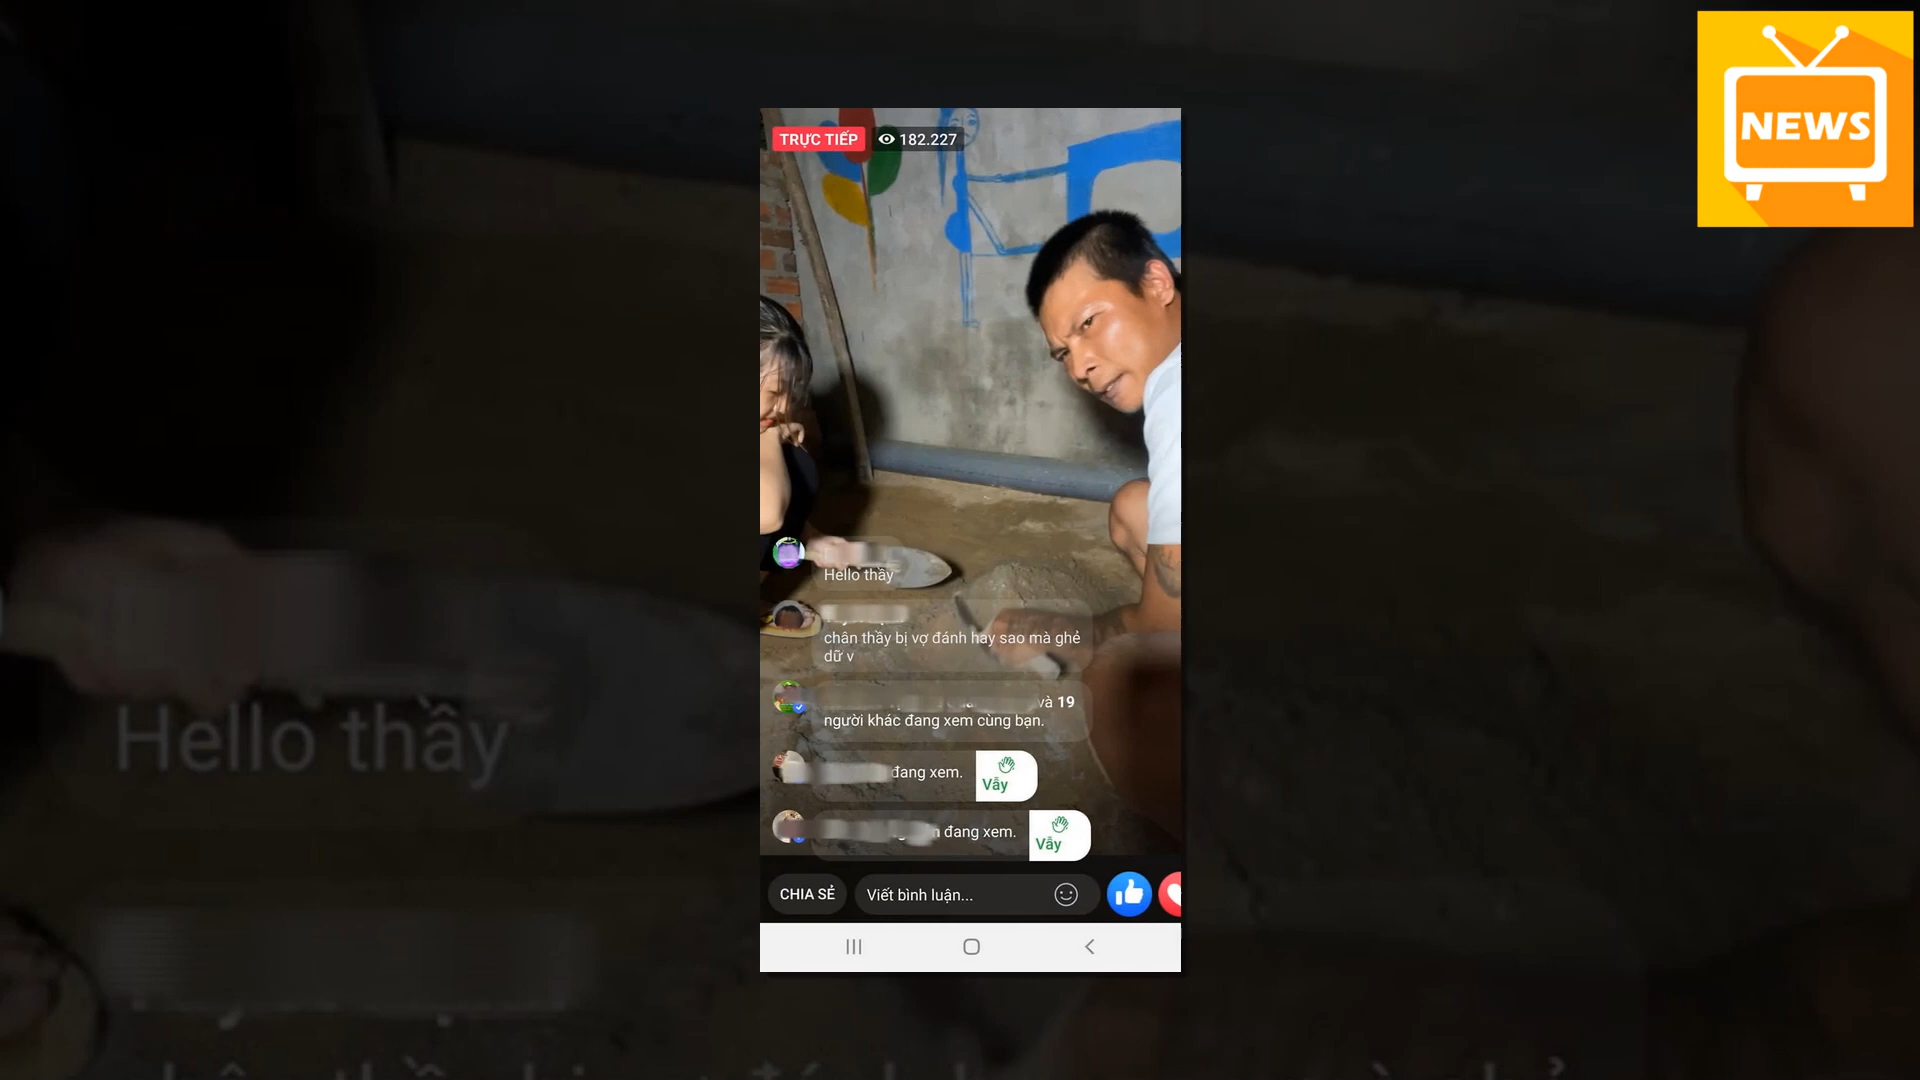 NEWS
TRỰC TIẾP 182.227
Hello thầy
chân thầy bị vợ đánh hay sao mà ghẻ
dữ v
và 19
người khác đang xem cùng bạn.
đang xem.
Vẫy
đang xem.
Vẫy
CHIA SẺ
Viết bình luận...
Hello thầy